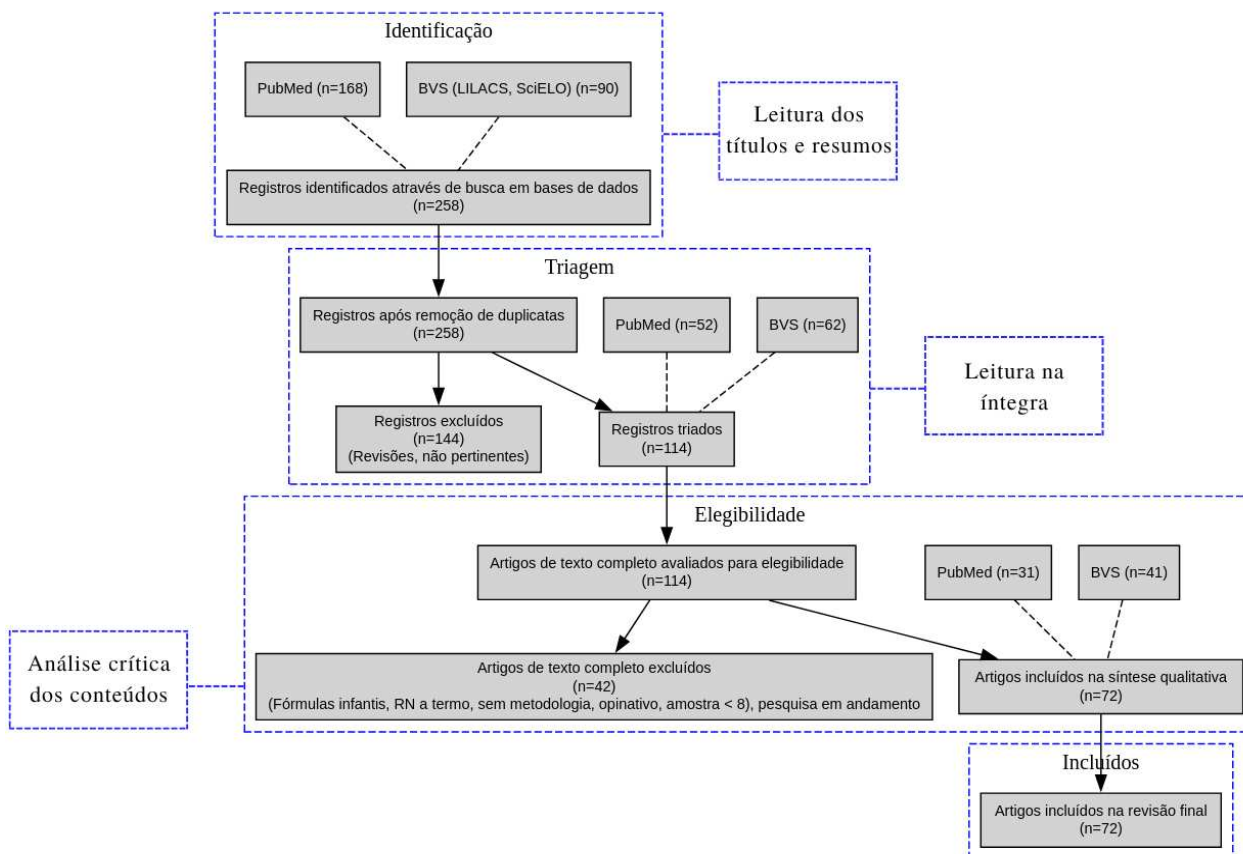 Identificação
PubMed (n=168)
BVS (LILACS, SciELO) (n=90)
Leitura dos
títulos e resumos
Registros identificados através de busca em bases de dados
(n=258)
Triagem
Registros após remoção de duplicatas
(n=258)
PubMed (n=52)
BVS (n=62)
Leitura na
íntegra
Registros excluídos
(n=144)
(Revisões, não pertinentes)
Registros triados
(n=114)
Elegibilidade
Artigos de texto completo avaliados para elegibilidade
(n=114)
PubMed (n=31)
BVS (n=41)
Análise crítica
dos conteúdos
Artigos de texto completo excluídos
(n=42)
(Fórmulas infantis, RN a termo, sem metodologia, opinativo, amostra < 8), pesquisa em andamento
Artigos incluídos na síntese qualitativa
(n=72)
Incluídos
Artigos incluídos na revisão final
(n=72)